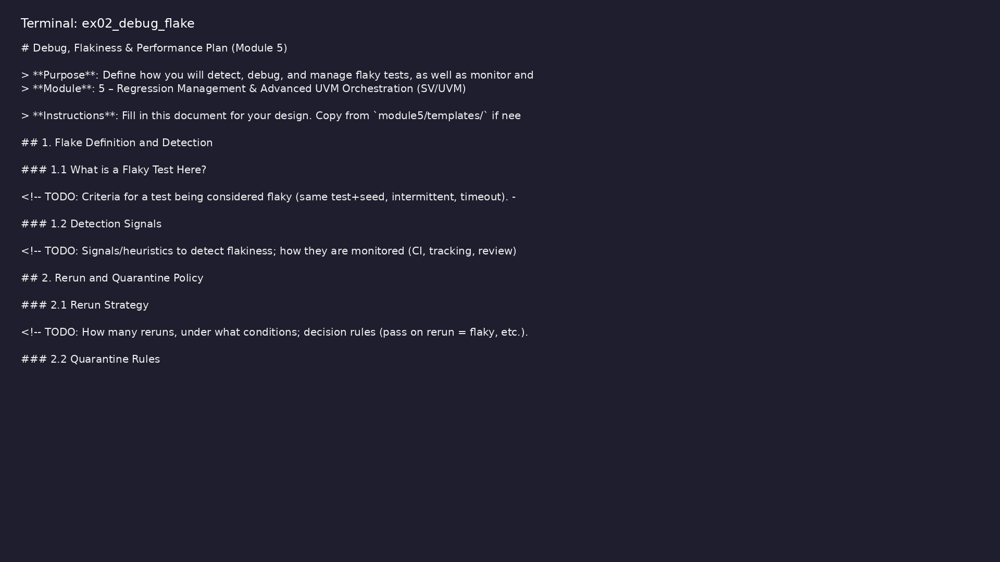 Terminal: ex02_debug_flake
# Debug, Flakiness & Performance Plan (Module 5)
> **Purpose**: Define how you will detect, debug, and manage flaky tests, as well as monitor and
> **Module**: 5 – Regression Management & Advanced UVM Orchestration (SV/UVM)
> **Instructions**: Fill in this document for your design. Copy from `module5/templates/` if nee
## 1. Flake Definition and Detection
### 1.1 What is a Flaky Test Here?
<!-- TODO: Criteria for a test being considered flaky (same test+seed, intermittent, timeout). -
### 1.2 Detection Signals
<!-- TODO: Signals/heuristics to detect flakiness; how they are monitored (CI, tracking, review)
## 2. Rerun and Quarantine Policy
### 2.1 Rerun Strategy
<!-- TODO: How many reruns, under what conditions; decision rules (pass on rerun = flaky, etc.).
### 2.2 Quarantine Rules